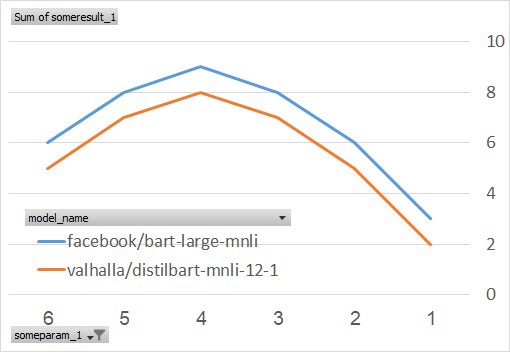 Sum of someresult_1
10
8
6
4
2
0
model_name
facebook/bart-large-mnli
valhalla/distilbart-mnli-12-1
6 5 4 3 2 1
someparam_1